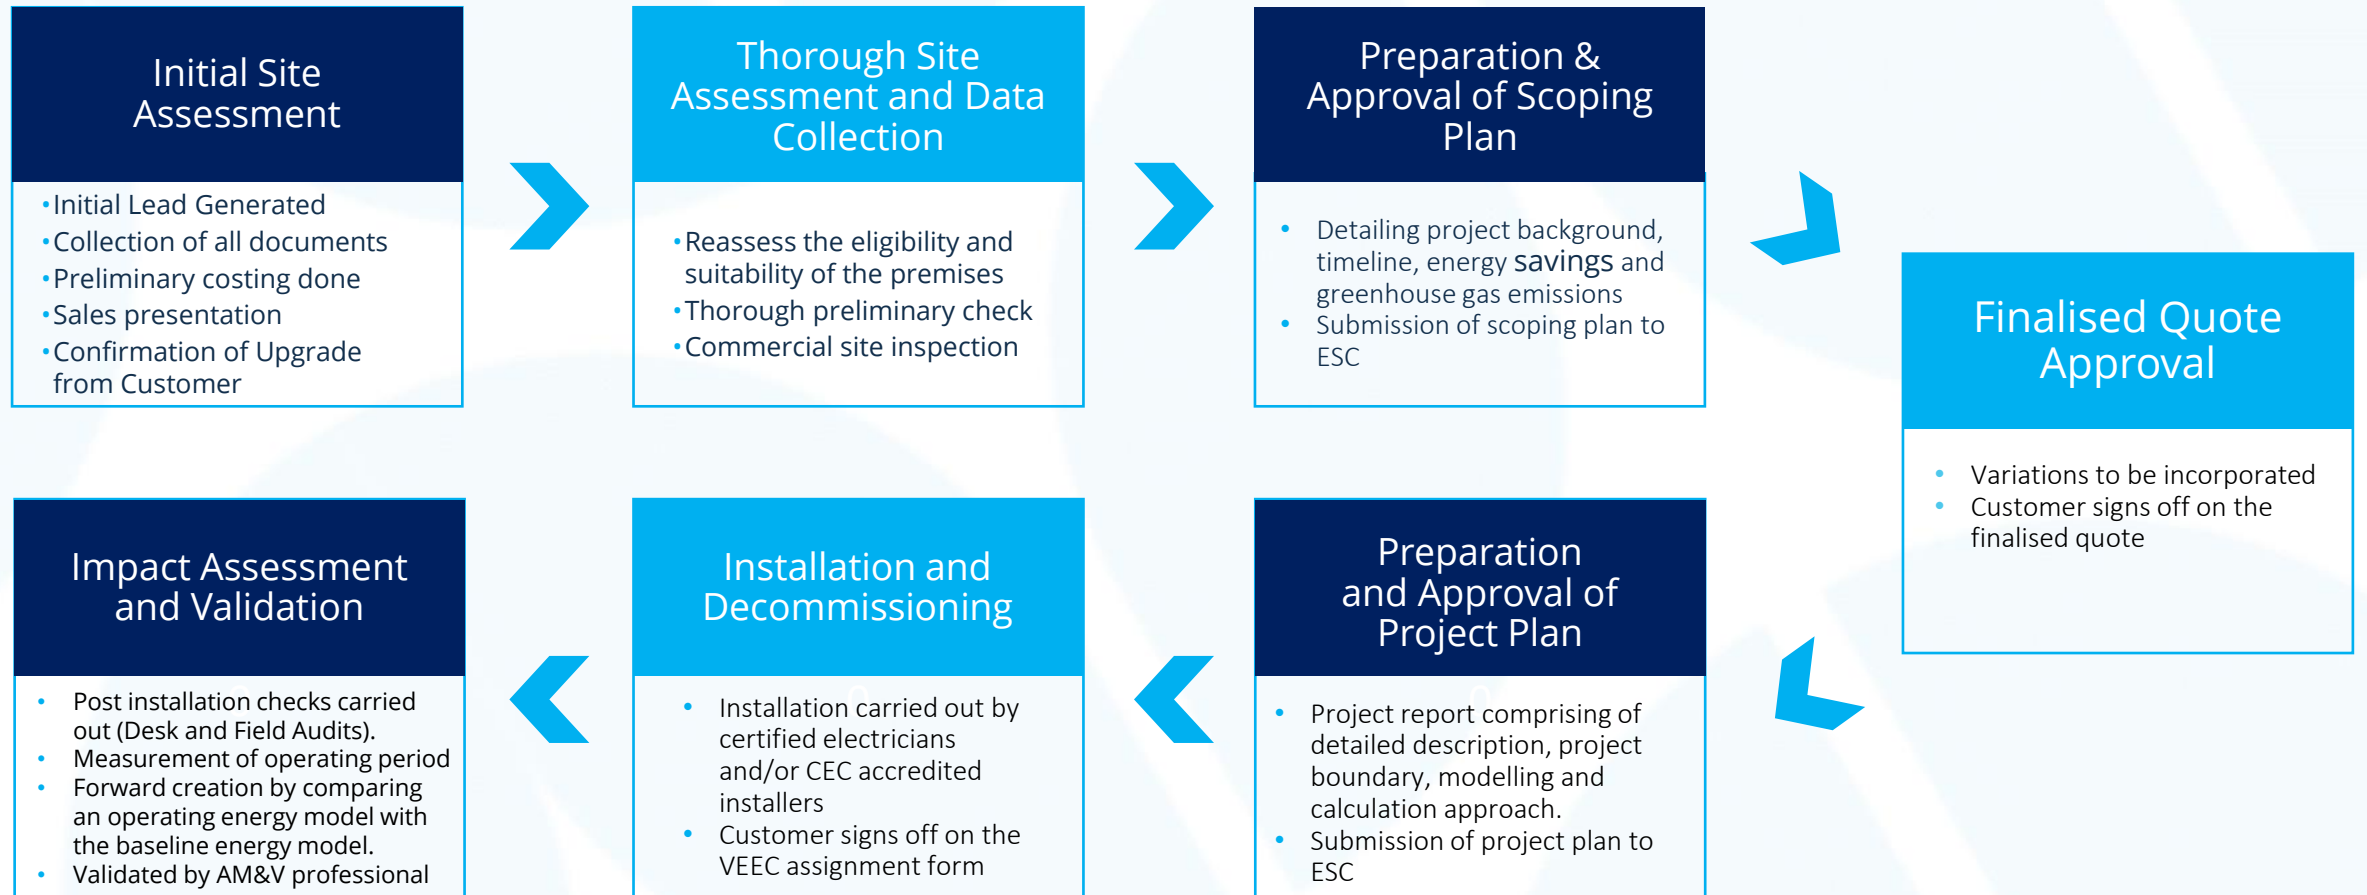 Initial Site
Assessment
•Initial Lead Generated
•Collection of all documents
•Preliminary costing done
•Sales presentation
•Confirmation of Upgrade
from Customer
Thorough Site
Assessment and Data
Collection
•Reassess the eligibility and
suitability of the premises
•Thorough preliminary check
•Commercial site inspection
Preparation &
Approval of Scoping
Plan
• Detailing project background,
timeline, energy savings and
greenhouse gas emissions
• Submission of scoping plan to
ESC
Finalised Quote
Approval
• Variations to be incorporated
• Customer signs off on the
finalised quote
Preparation
and Approval of
Project Plan
• Project report comprising of
detailed description, project
boundary, modelling and
calculation approach.
• Submission of project plan to
ESC
Installation and
Decommissioning
• Installation carried out by
certified electricians
and/or CEC accredited
installers
• Customer signs off on the
VEEC assignment form
Impact Assessment
and Validation
• Post installation checks carried
out (Desk and Field Audits).
• Measurement of operating period
• Forward creation by comparing
an operating energy model with
the baseline energy model.
• Validated by AM&V professional